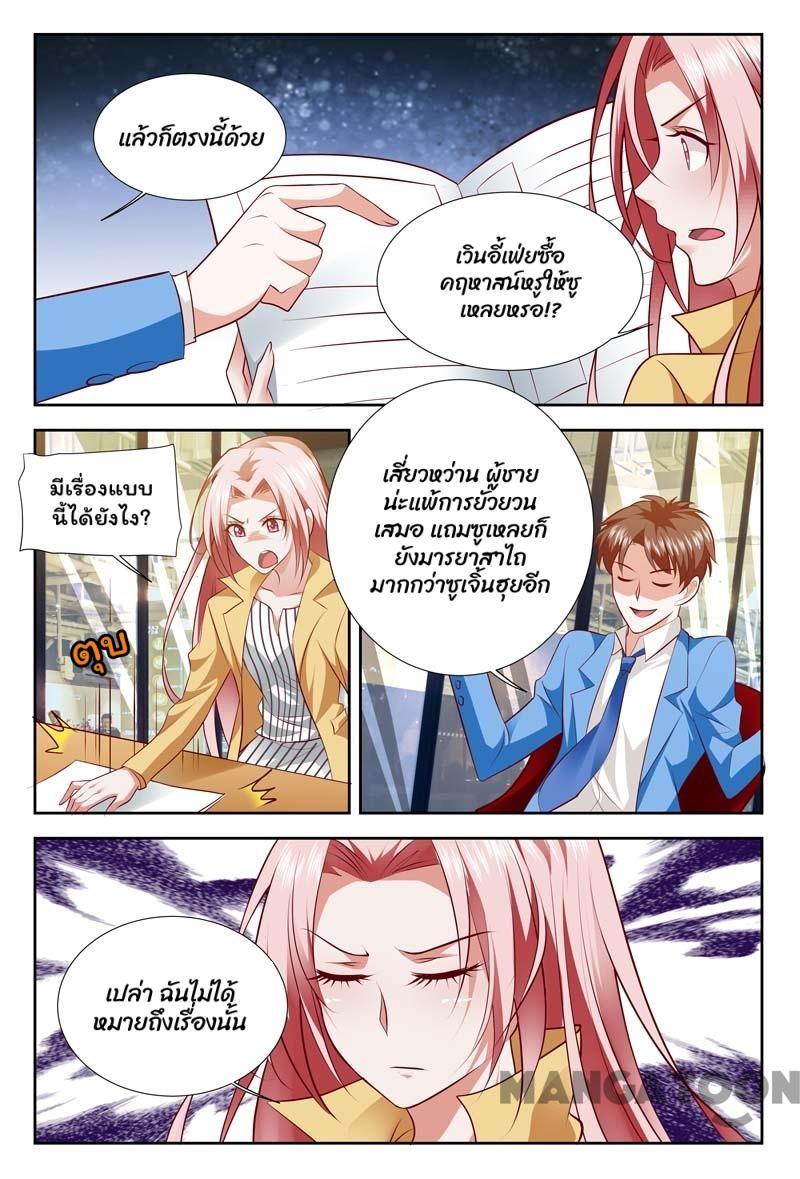 แล้วก็ตรงนี้ด้วย
เวินอี้เฟยซื้อ
คฤหาสน์หรูให้ซู
เหลยหรอ!?
มีเรื่องแบบ
นี้ได้ยังไง?
เสี่ยวหว่าน ผู้ชาย
น่ะแพ้การยั่วยวน
เสมอ แถมซูเหลยก็
ยังมารยาสาไถ
มากกว่าซูเจิ้นฮุยอีก
ตุบ
เปล่า ฉันไม่ได้
หมายถึงเรื่องนั้น
MANGATOON